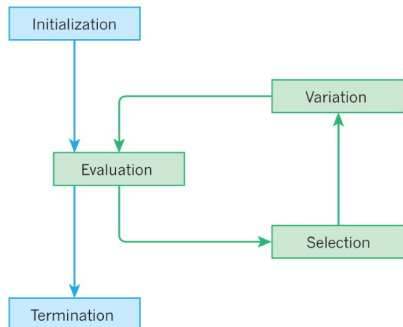 Initialization
Variation
Evaluation
Selection
Termination